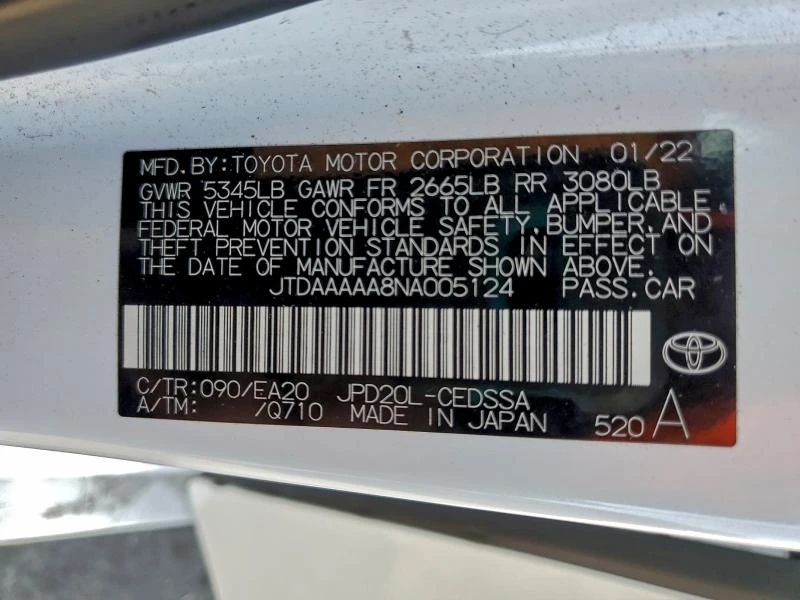 MFD.BY:TOYOTA MOTOR CORPORATION 01/22
GVWR 5345LB GAWR FR 2665LB RR 3080LB
THIS VEHICLE CONFORMS TO ALL APPLICABLE
FEDERAL MOTOR VEHICLE SAFETY,BUMPER,AND
THEFT PREVENTION STANDARDS IN EFFECT ON
THE DATE OF MANUFACTURE SHOWN ABOVE.
JTDAAAAA8NA005124 PASS.CAR
C/TR:090/EA20 JPD20L-CEDSSA
A/TM: /Q710 MADE IN JAPAN 520 A